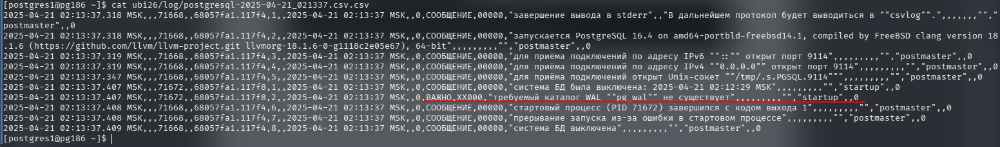 [postgres1@pg186 ~]$ cat ubi26/log/postgresql-2025-04-21_021337.csv.csv
2025-04-21 02:13:37.318 MSK,,,71668,,68057fa1.117f4,1,,2025-04-21 02:13:37 MSK,,0,СООБЩЕНИЕ,00000,"завершение вывода в stderr",,"В дальнейшем протокол будет выводиться в ""csvlog"".",,,,,,,"","
postmaster",,0
2025-04-21 02:13:37.318 MSK,,,71668,,68057fa1.117f4,2,,2025-04-21 02:13:37 MSK,,0,СООБЩЕНИЕ,00000,"запускается PostgreSQL 16.4 on amd64-portbld-freebsd14.1, compiled by FreeBSD clang version 18
.1.6 (https://github.com/llvm/llvm-project.git llvmorg-18.1.6-0-g1118c2e05e67), 64-bit",,,,,,,,,"","postmaster",,0
2025-04-21 02:13:37.319 MSK,,,71668,,68057fa1.117f4,3,,2025-04-21 02:13:37 MSK,,0,СООБЩЕНИЕ,00000,"для приёма подключений по адресу IPv6 ""::"" открыт порт 9114",,,,,,,,,"","postmaster",,0
2025-04-21 02:13:37.319 MSK,,,71668,,68057fa1.117f4,4,,2025-04-21 02:13:37 MSK,,0,СООБЩЕНИЕ,00000,"для приёма подключений по адресу IPv4 ""0.0.0.0"" открыт порт 9114",,,,,,,,,"","postmaster",,0
2025-04-21 02:13:37.347 MSK,,,71668,,68057fa1.117f4,5,,2025-04-21 02:13:37 MSK,,0,СООБЩЕНИЕ,00000,"для приёма подключений открыт Unix-сокет ""/tmp/.s.PGSQL.9114""",,,,,,,,,"","postmaster",,0
2025-04-21 02:13:37.407 MSK,,,71672,,68057fa1.117f8,1,,2025-04-21 02:13:37 MSK,,0,СООБЩЕНИЕ,00000,"система БД была выключена: 2025-04-21 02:12:29 MSK",,,,,,,,,"","startup",,0
2025-04-21 02:13:37.407 MSK,,,71672,,68057fa1.117f8,2,,2025-04-21 02:13:37 MSK,,0,ВАЖНО,XX000,"требуемый каталог WAL ""pg_wal"" не существует",,,,,,,,,"","startup",,0
2025-04-21 02:13:37.408 MSK,,,71668,,68057fa1.117f4,6,,2025-04-21 02:13:37 MSK,,0,СООБЩЕНИЕ,00000,"стартовый процесс (PID 71672) завершился с кодом выхода 1",,,,,,,,,"","postmaster",,0
2025-04-21 02:13:37.408 MSK,,,71668,,68057fa1.117f4,7,,2025-04-21 02:13:37 MSK,,0,СООБЩЕНИЕ,00000,"прерывание запуска из-за ошибки в стартовом процессе",,,,,,,,,"","postmaster",,0
2025-04-21 02:13:37.409 MSK,,,71668,,68057fa1.117f4,8,,2025-04-21 02:13:37 MSK,,0,СООБЩЕНИЕ,00000,"система БД выключена",,,,,,,,,"","postmaster",,0
[postgres1@pg186 ~]$